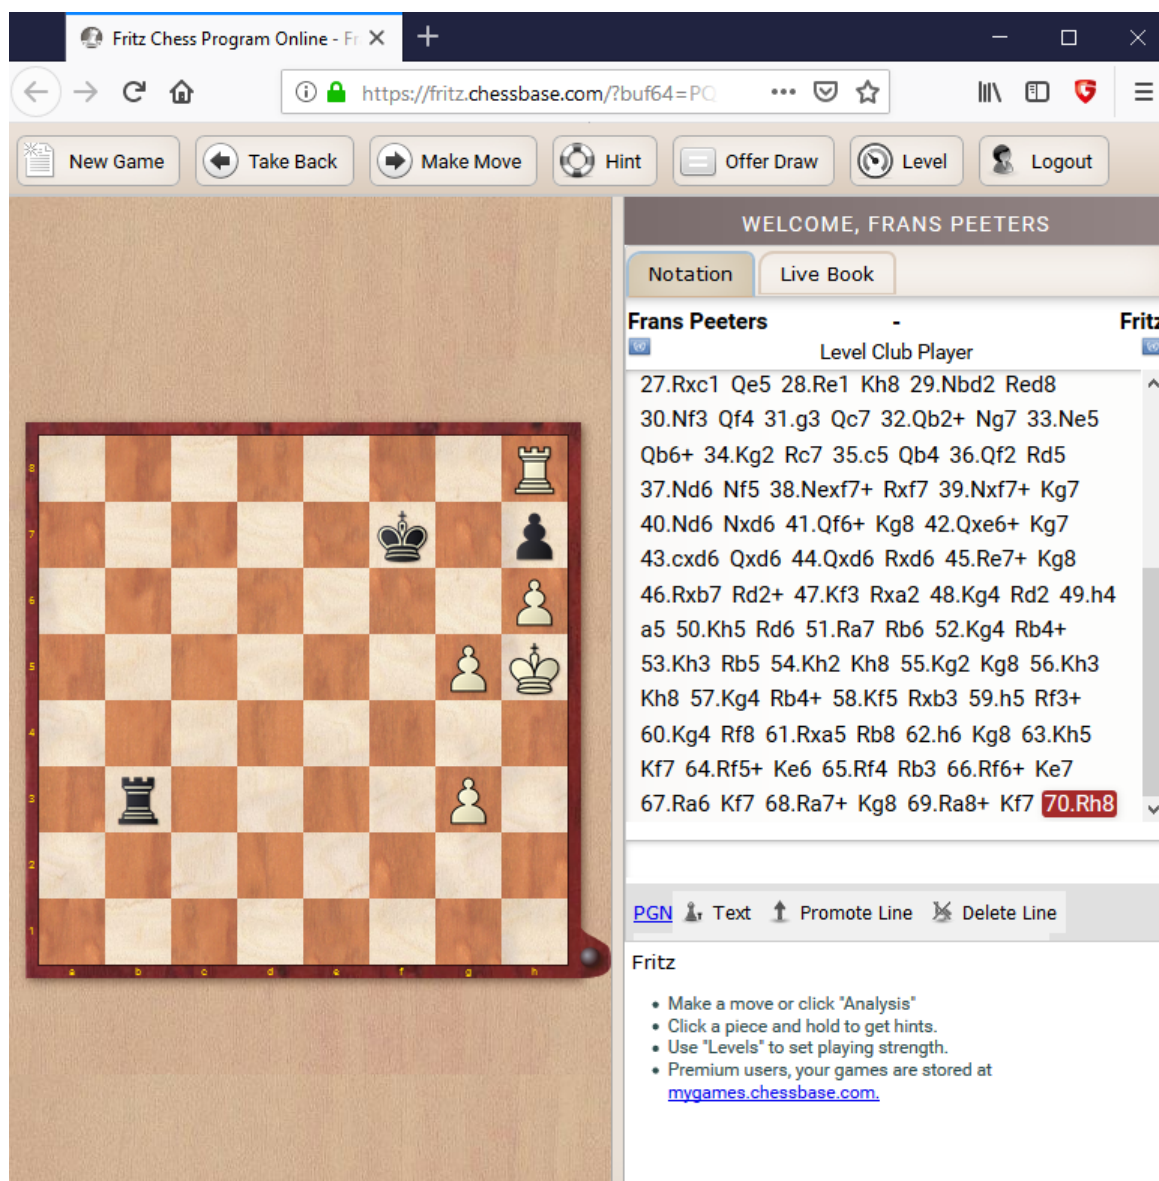 Fritz Chess Program Online - Fr
https://fritz.chessbase.com/?buf64=PQ
New Game Take Back Make Move Hint Offer Draw Level Logout
WELCOME, FRANS PEETERS
Notation Live Book
Frans Peeters - Fritz
Level Club Player
27.Rxc1 Qe5 28.Re1 Kh8 29.Nbd2 Red8
30.Nf3 Qf4 31.g3 Qc7 32.Qb2+ Ng7 33.Ne5
Qb6+ 34.Kg2 Rc7 35.c5 Qb4 36.Qf2 Rd5
37.Nd6 Nf5 38.Nexf7+ Rxf7 39.Nxf7+ Kg7
40.Nd6 Nxd6 41.Qf6+ Kg8 42.Qxe6+ Kg7
43.cxd6 Qxd6 44.Qxd6 Rxd6 45.Re7+ Kg8
46.Rxb7 Rd2+ 47.Kf3 Rxa2 48.Kg4 Rd2 49.h4
a5 50.Kh5 Rd6 51.Ra7 Rb6 52.Kg4 Rb4+
53.Kh3 Rb5 54.Kh2 Kh8 55.Kg2 Kg8 56.Kh3
Kh8 57.Kg4 Rb4+ 58.Kf5 Rxb3 59.h5 Rf3+
60.Kg4 Rf8 61.Rxa5 Rb8 62.h6 Kg8 63.Kh5
Kf7 64.Rf5+ Ke6 65.Rf4 Rb3 66.Rf6+ Ke7
67.Ra6 Kf7 68.Ra7+ Kg8 69.Ra8+ Kf7 70.Rh8
8
7
6
5
4
3
2
1
a b c d e f g h
PGN Text Promote Line Delete Line
Fritz
• Make a move or click "Analysis"
• Click a piece and hold to get hints.
• Use "Levels" to set playing strength.
• Premium users, your games are stored at
mygames.chessbase.com.